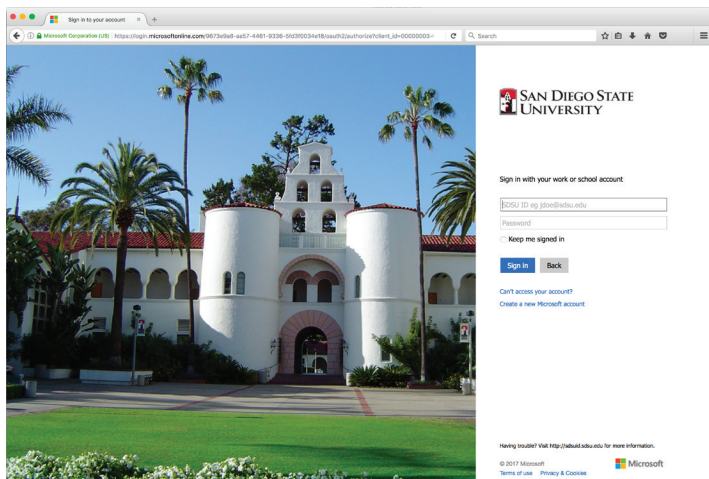 Sign in to your account
Microsoft Corporation (US)
https://login.microsoftonline.com/9673e9a8-aa57-4461-9336-5fd3f0034e18/oauth2/authorize?client_id=00000003-
Search
SAN DIEGO STATE
UNIVERSITY
Sign in with your work or school account
SDSU ID eg jdoe@sdsu.edu
Password
Keep me signed in
Sign in
Back
Can't access your account?
Create a new Microsoft account
Having trouble? Visit http://sdsuid.sdsu.edu for more information.
© 2017 Microsoft
Terms of use Privacy & Cookies
Microsoft